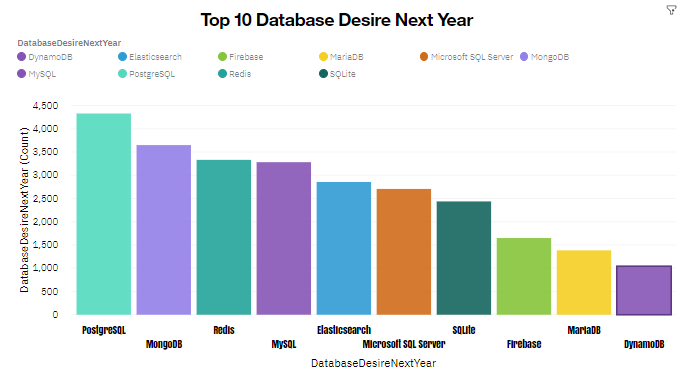 Top 10 Database Desire Next Year
DatabaseDesireNextYear
DynamoDB Elasticsearch Firebase MariaDB Microsoft SQL Server MongoDB
MySQL PostgreSQL Redis SQLite
DatabaseDesireNextYear (Count)
4,500
4,000
3,500
3,000
2,500
2,000
1,500
1,000
500
0
PostgreSQL Redis Elasticsearch SQLite MariaDB
MongoDB MySQL Microsoft SQL Server Firebase DynamoDB
DatabaseDesireNextYear